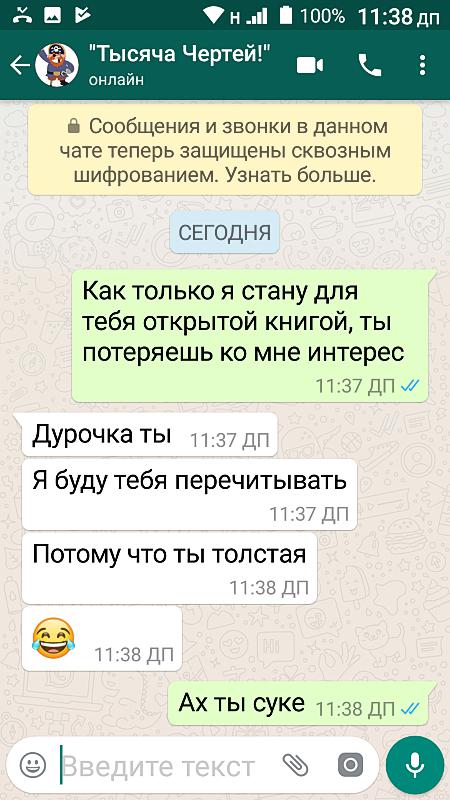 Н 100% 11:38 дп
"Тысяча Чертей!"
онлайн
Сообщения и звонки в данном
чате теперь защищены сквозным
шифрованием. Узнать больше.
СЕГОДНЯ
Как только я стану для
тебя открытой книгой, ты
потеряешь ко мне интерес
11:37 ДП
Дурочка ты 11:37 ДП
Я буду тебя перечитывать
11:37 ДП
Потому что ты толстая
11:38 ДП
😂 11:38 ДП
Ах ты суке 11:38 ДП
Введите текст